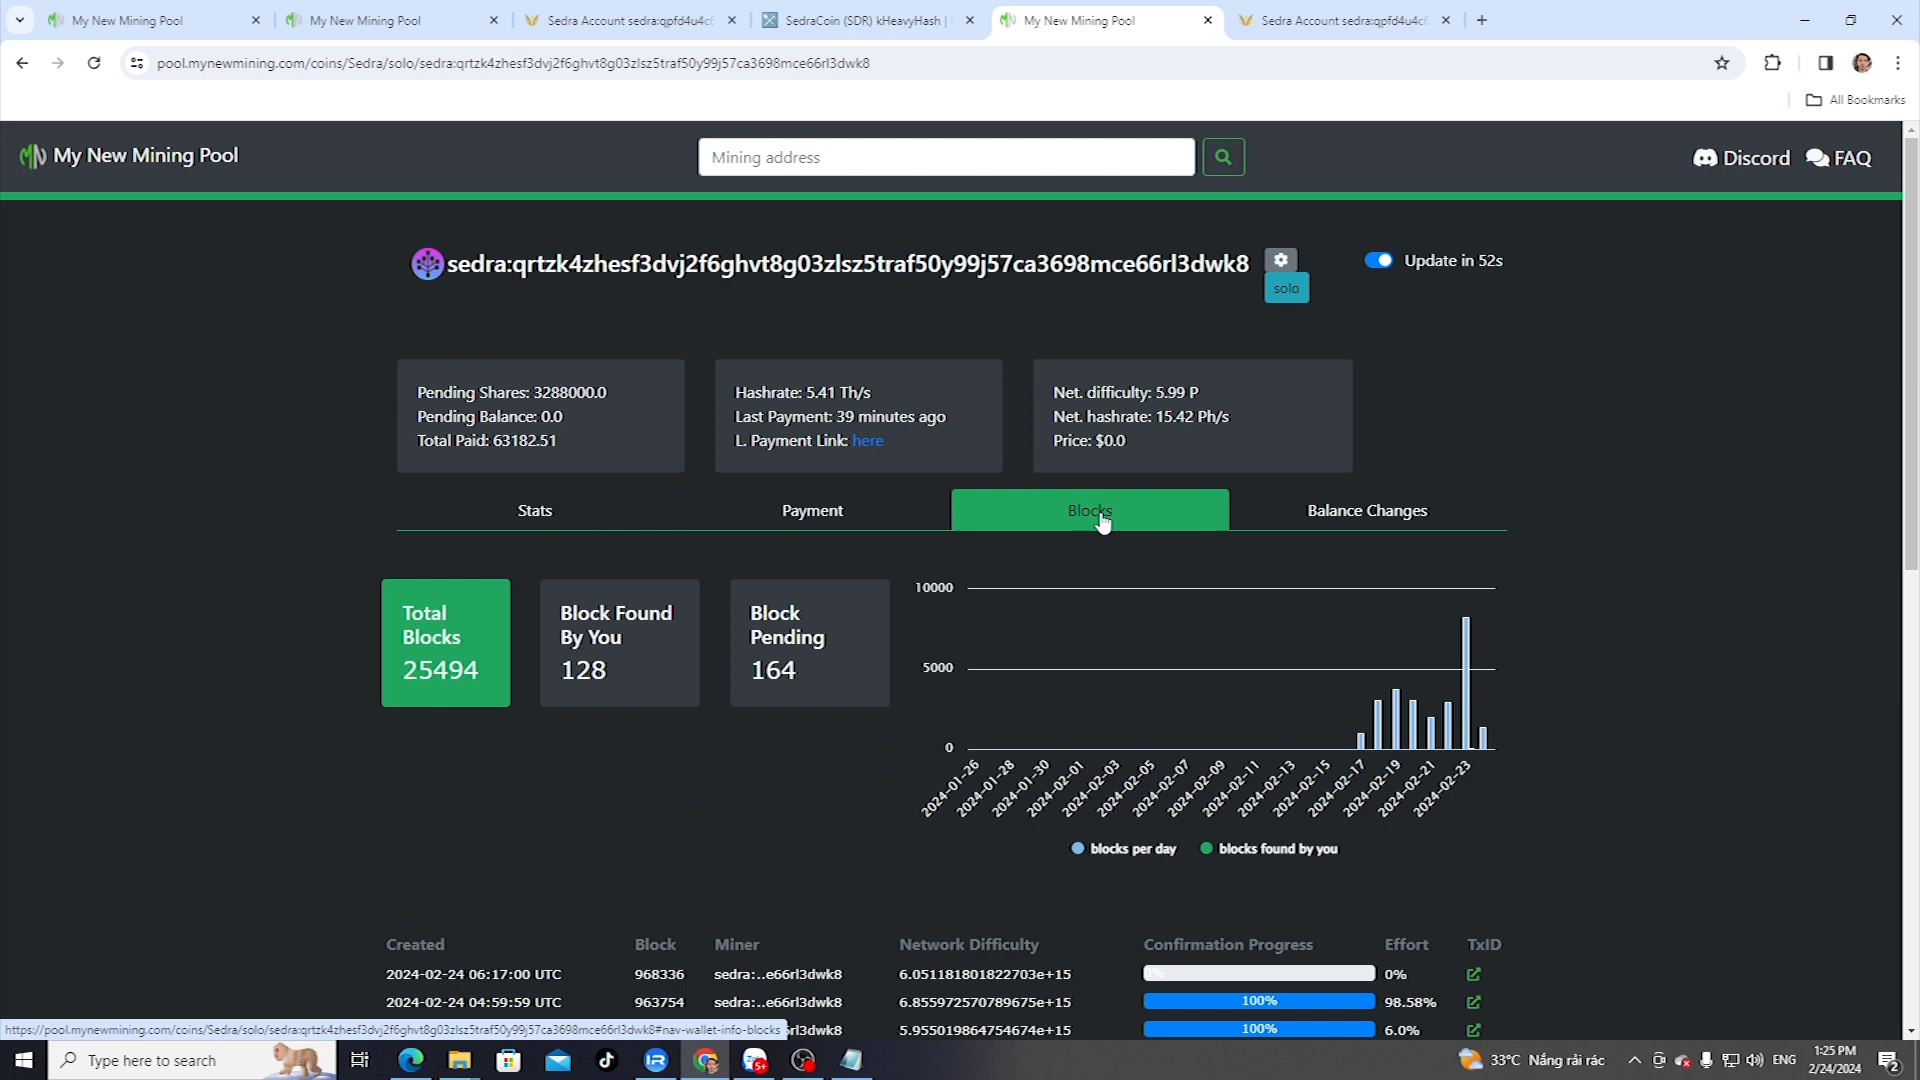 My New Mining Pool
My New Mining Pool
Sedra Account sedra:qpfd4u4c6
SedraCoin (SDR) kHeavyHash |
My New Mining Pool
Sedra Account sedra:qpfd4u4c6
pool.mynewmining.com/coins/Sedra/solo/sedra:qrtzk4zhesf3dvj2f6ghvt8g03zlsz5traf50y99j57ca3698mce66rl3dwk8
All Bookmarks
My New Mining Pool
Mining address
Discord
FAQ
sedra:qrtzk4zhesf3dvj2f6ghvt8g03zlsz5traf50y99j57ca3698mce66rl3dwk8
solo
Update in 52s
Pending Shares: 3288000.0
Pending Balance: 0.0
Total Paid: 63182.51
Hashrate: 5.41 Th/s
Last Payment: 39 minutes ago
L. Payment Link: here
Net. difficulty: 5.99 P
Net. hashrate: 15.42 Ph/s
Price: $0.0
Stats
Payment
Blocks
Balance Changes
Total
Blocks
25494
Block Found
By You
128
Block
Pending
164
10000
5000
0
2024-01-26
2024-01-28
2024-01-30
2024-02-01
2024-02-03
2024-02-05
2024-02-07
2024-02-09
2024-02-11
2024-02-13
2024-02-15
2024-02-17
2024-02-19
2024-02-21
2024-02-23
blocks per day
blocks found by you
Created Block Miner Network Difficulty Confirmation Progress Effort TxID
2024-02-24 06:17:00 UTC 968336 sedra:..e66rl3dwk8 6.051181801822703e+15 0% 0%
2024-02-24 04:59:59 UTC 963754 sedra:..e66rl3dwk8 6.855972570789675e+15 100% 98.58%
rl3dwk8 5.955019864754674e+15 100% 6.0%
https://pool.mynewmining.com/coins/Sedra/solo/sedra:qrtzk4zhesf3dvj2f6ghvt8g03zlsz5traf50y99j57ca3698mce66rl3dwk8#nav-wallet-info-blocks
Type here to search
33°C Nắng rải rác
ENG
1:25 PM
2/24/2024
2